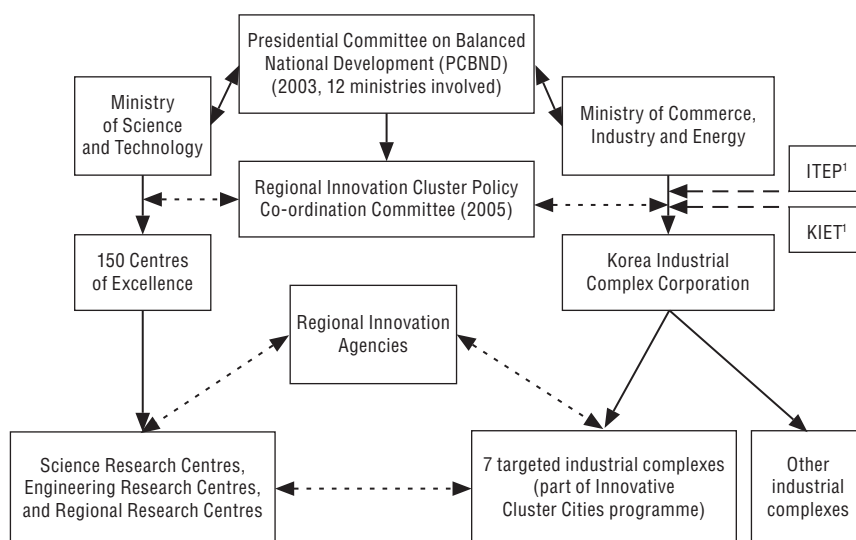 Presidential Committee on Balanced
National Development (PCBND)
(2003, 12 ministries involved)
Ministry
of Science
and Technology
Ministry of Commerce,
Industry and Energy
ITEP¹
Regional Innovation Cluster Policy
Co-ordination Committee (2005)
KIET¹
150 Centres
of Excellence
Korea Industrial
Complex Corporation
Regional Innovation
Agencies
Science Research Centres,
Engineering Research Centres,
and Regional Research Centres
7 targeted industrial complexes
(part of Innovative
Cluster Cities programme)
Other
industrial
complexes